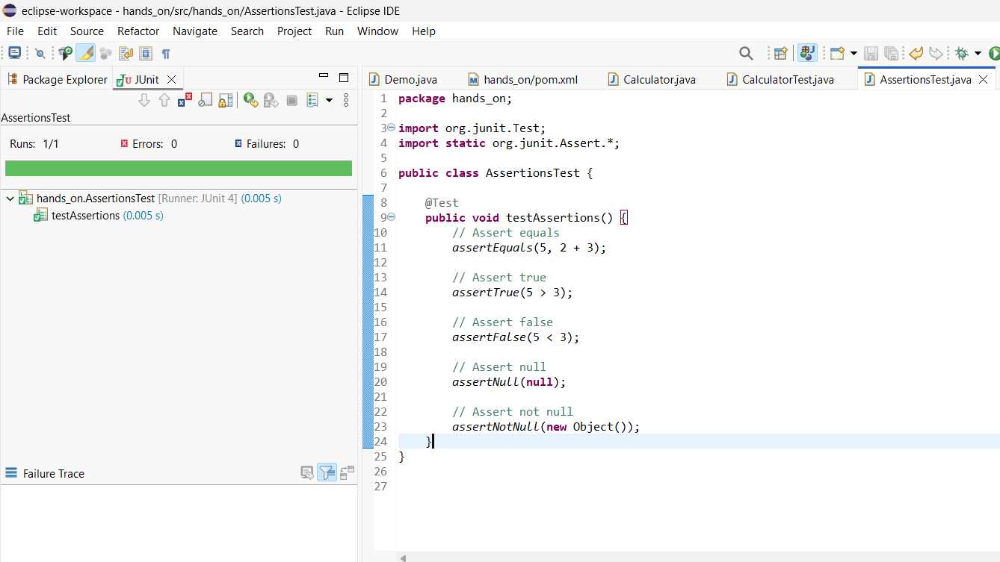 eclipse-workspace - hands_on/src/hands_on/AssertionsTest.java - Eclipse IDE
File Edit Source Refactor Navigate Search Project Run Window Help
Package Explorer JUnit
AssertionsTest
Runs: 1/1 Errors: 0 Failures: 0
hands_on.AssertionsTest [Runner: JUnit 4] (0.005 s)
testAssertions (0.005 s)
Failure Trace
Demo.java hands_on/pom.xml Calculator.java CalculatorTest.java AssertionsTest.java
1 package hands_on;
2
3 import org.junit.Test;
4 import static org.junit.Assert.*;
5
6 public class AssertionsTest {
7
8 @Test
9 public void testAssertions() {
10 // Assert equals
11 assertEquals(5, 2 + 3);
12
13 // Assert true
14 assertTrue(5 > 3);
15
16 // Assert false
17 assertFalse(5 < 3);
18
19 // Assert null
20 assertNull(null);
21
22 // Assert not null
23 assertNotNull(new Object());
24 }
25 }
26
27